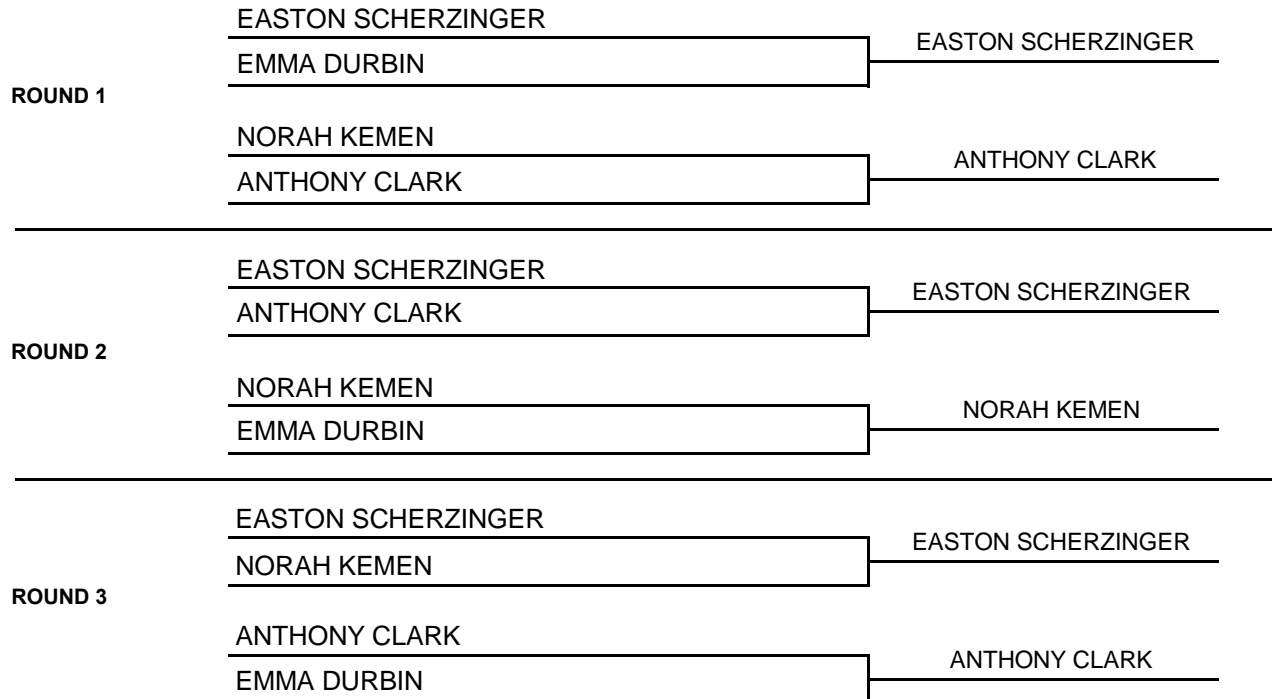 EASTON SCHERZINGER
EASTON SCHERZINGER
EMMA DURBIN
ROUND 1
NORAH KEMEN
ANTHONY CLARK
ANTHONY CLARK
EASTON SCHERZINGER
EASTON SCHERZINGER
ANTHONY CLARK
ROUND 2
NORAH KEMEN
NORAH KEMEN
EMMA DURBIN
EASTON SCHERZINGER
EASTON SCHERZINGER
NORAH KEMEN
ROUND 3
ANTHONY CLARK
ANTHONY CLARK
EMMA DURBIN